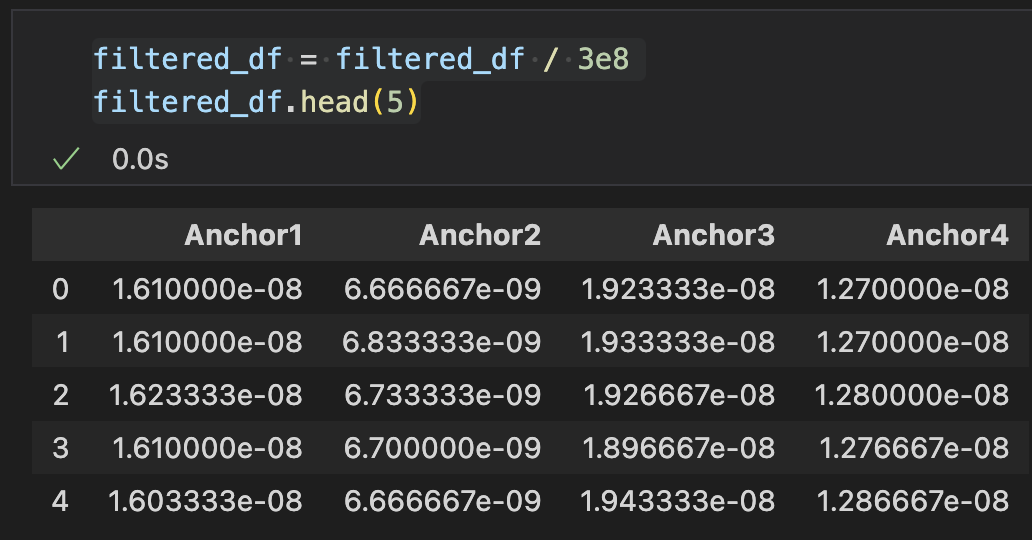 filtered_df = filtered_df / 3e8
filtered_df.head(5)
0.0s
Anchor1 Anchor2 Anchor3 Anchor4
0 1.610000e-08 6.666667e-09 1.923333e-08 1.270000e-08
1 1.610000e-08 6.833333e-09 1.933333e-08 1.270000e-08
2 1.623333e-08 6.733333e-09 1.926667e-08 1.280000e-08
3 1.610000e-08 6.700000e-09 1.896667e-08 1.276667e-08
4 1.603333e-08 6.666667e-09 1.943333e-08 1.286667e-08